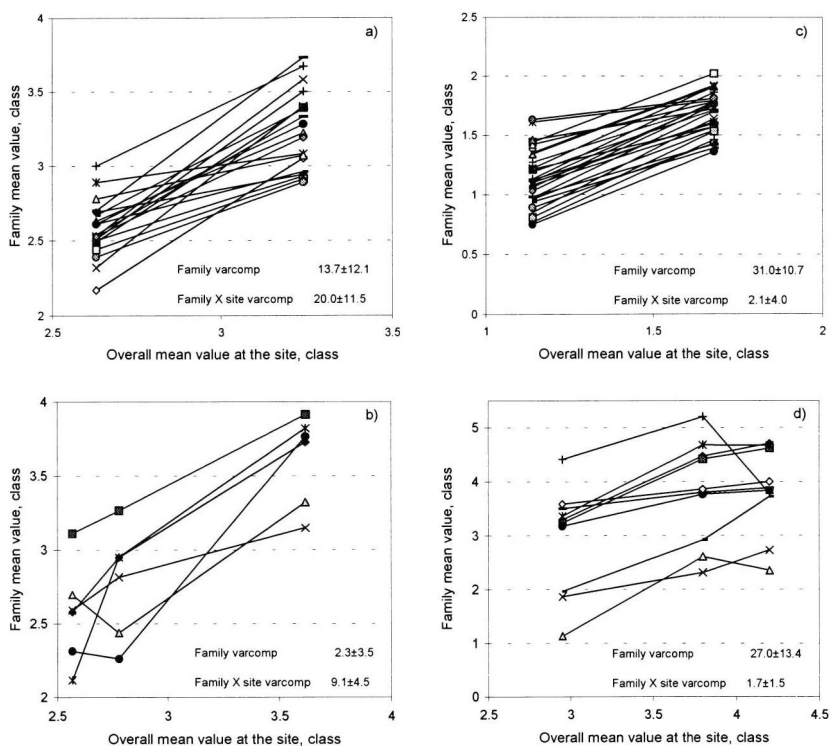 a)
4
3.5
3
2.5
2
Family mean value, class
Family varcomp 13.7±12.1
Family X site varcomp 20.0±11.5
2.5 3 3.5
Overall mean value at the site, class
c)
2.5
2
1.5
1
0.5
0
Family mean value, class
Family varcomp 31.0±10.7
Family X site varcomp 2.1±4.0
1 1.5 2
Overall mean value at the site, class
b)
4
3.5
3
2.5
2
Family mean value, class
Family varcomp 2.3±3.5
Family X site varcomp 9.1±4.5
2.5 3 3.5 4
Overall mean value at the site, class
d)
5
4
3
2
1
0
Family mean value, class
Family varcomp 27.0±13.4
Family X site varcomp 1.7±1.5
2.5 3 3.5 4 4.5
Overall mean value at the site, class